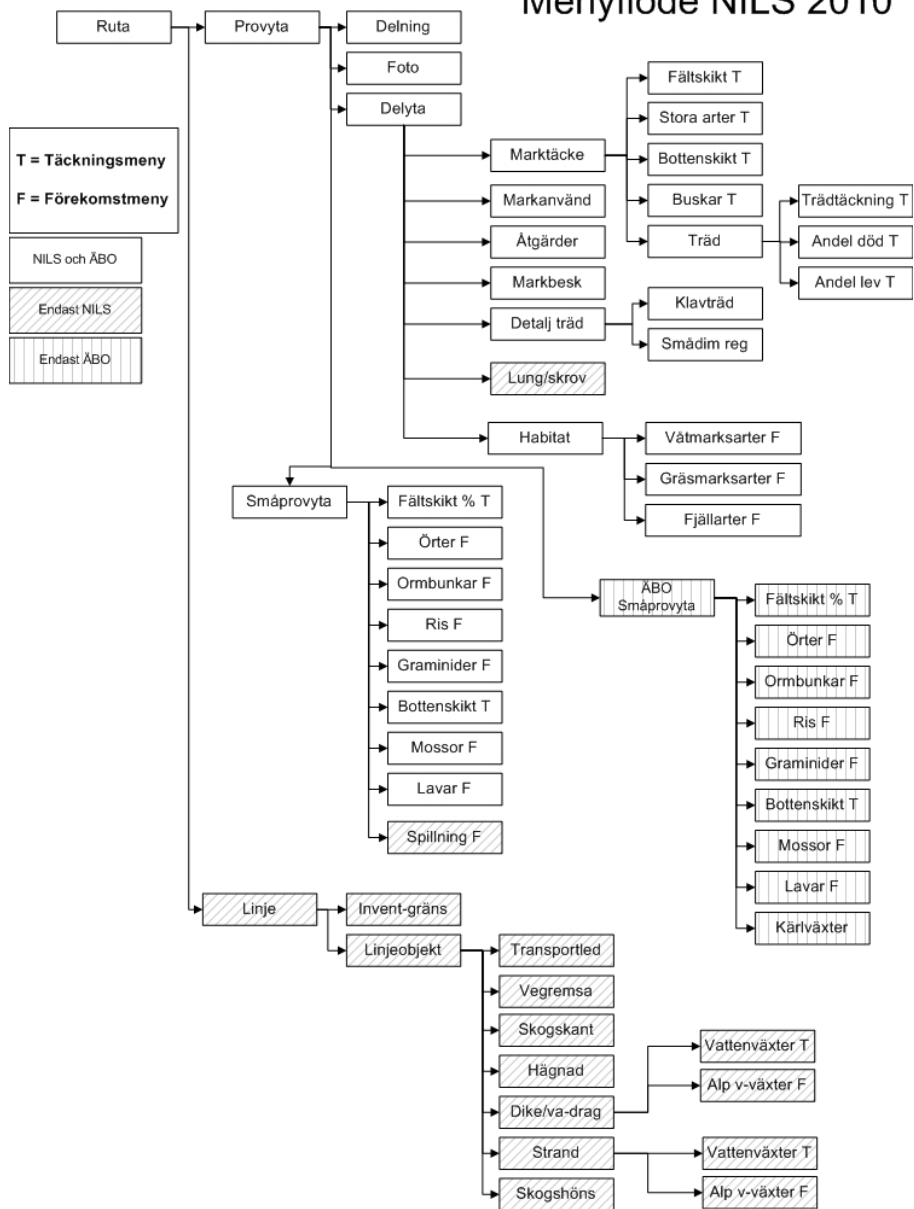 Menyflöde NILS 2010
Ruta
Provyta
Delning
Foto
Delyta
T = Täckningsmeny
F = Förekomstmeny
NILS och ÄBO
Endast NILS
Endast ÄBO
Marktäcke
Fältskikt T
Stora arter T
Bottenskikt T
Buskar T
Träd
Trädtäckning T
Andel död T
Andel lev T
Markanvänd
Åtgärder
Markbesk
Detalj träd
Klavträd
Smådim reg
Lung/skrov
Habitat
Våtmarksarter F
Gräsmarksarter F
Fjällarter F
Småprovyta
Fältskikt % T
Örter F
Ormbunkar F
Ris F
Graminider F
Bottenskikt T
Mossor F
Lavar F
Spillning F
ÄBO
Småprovyta
Fältskikt % T
Örter F
Ormbunkar F
Ris F
Graminider F
Bottenskikt T
Mossor F
Lavar F
Kärlväxter
Linje
Invent-gräns
Linjeobjekt
Transportled
Vegremsa
Skogskant
Hägnad
Dike/va-drag
Vattenväxter T
Alp v-växter F
Strand
Vattenväxter T
Alp v-växter F
Skogshöns